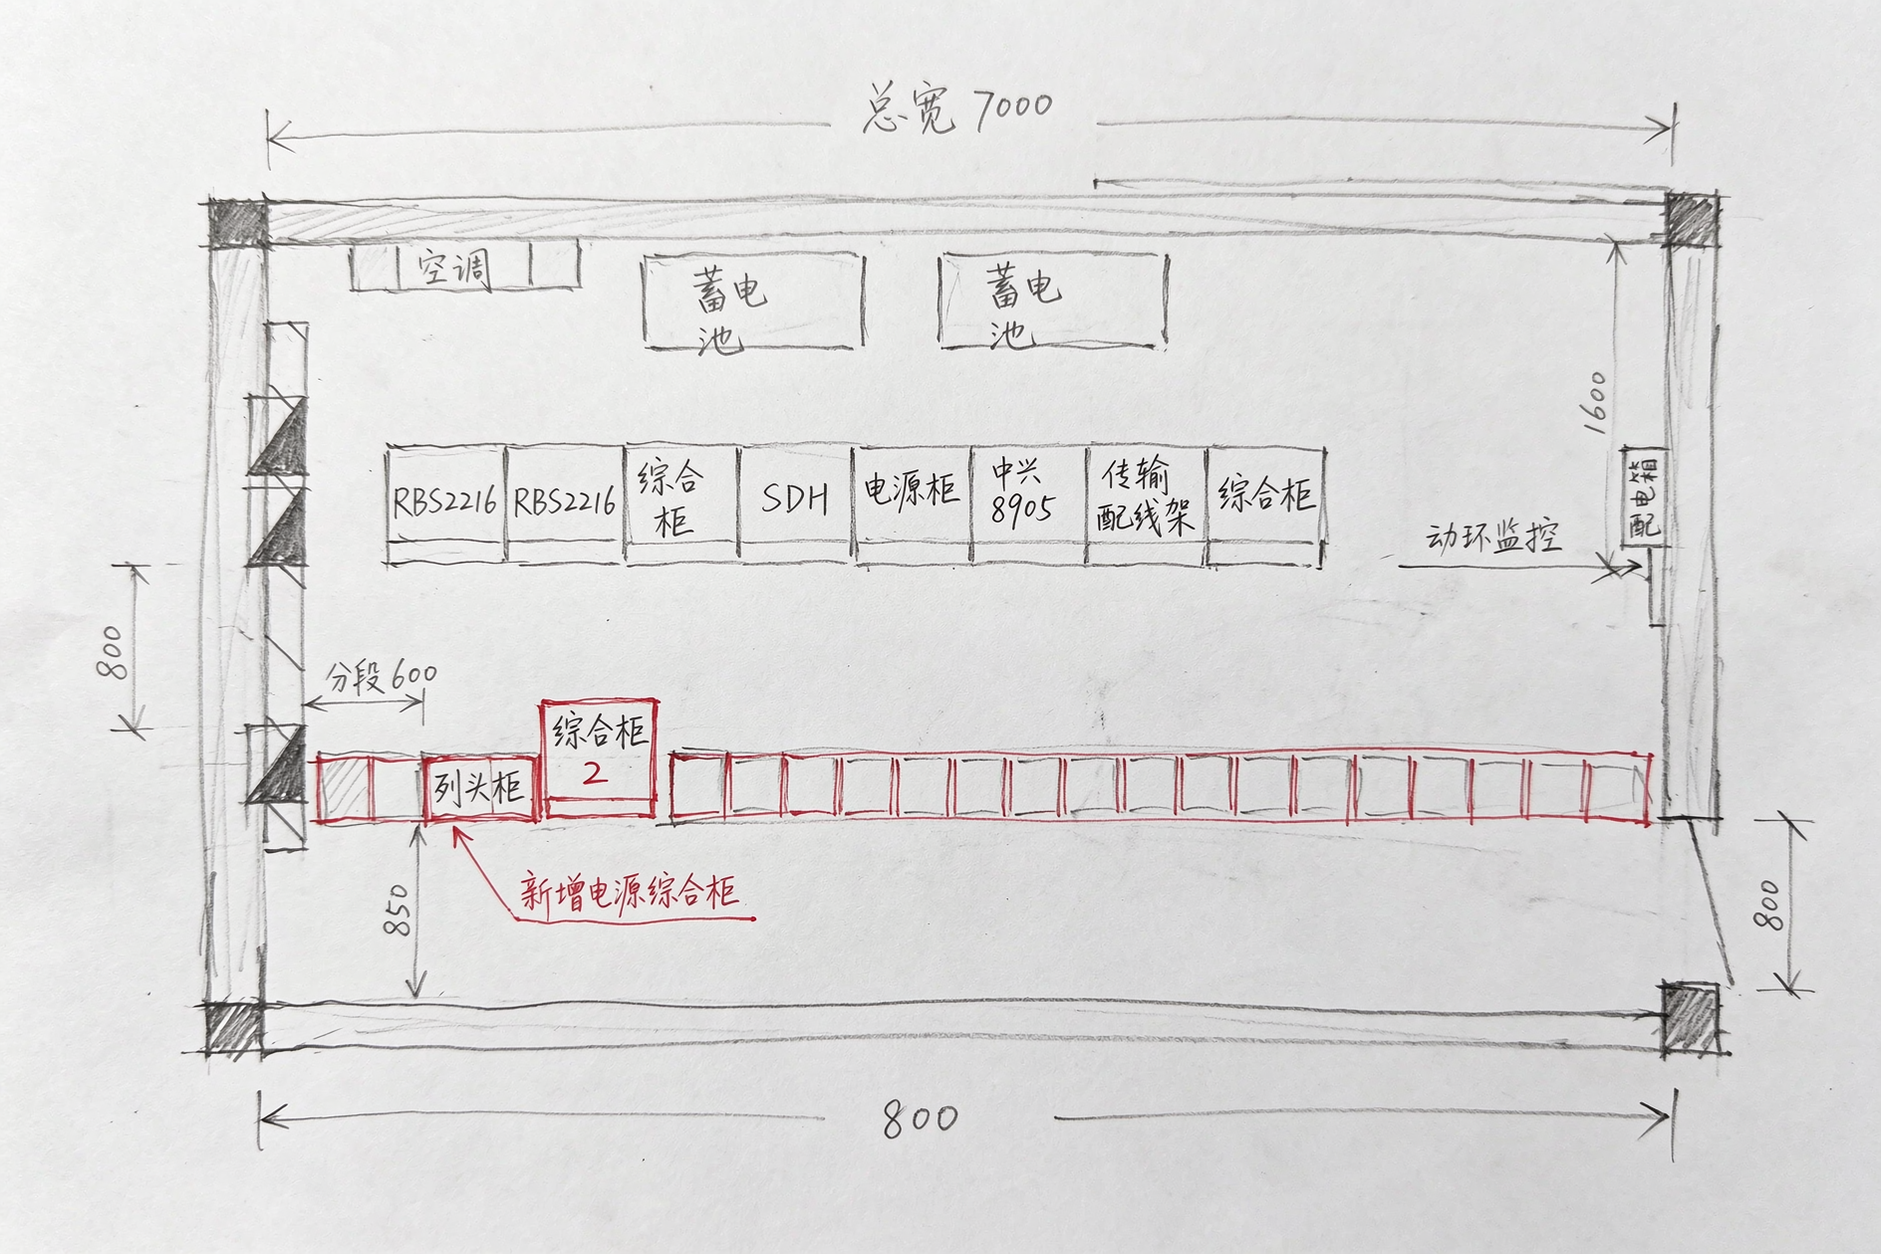 总宽 7000
空调
蓄电
池
蓄电
池
1600
RBS2216
RBS2216
综合
柜
SDH
电源柜
中兴
8905
传输
配线架
综合柜
配电箱
动环监控
800
分段600
综合柜
2
列头柜
新增电源综合柜
850
800
800